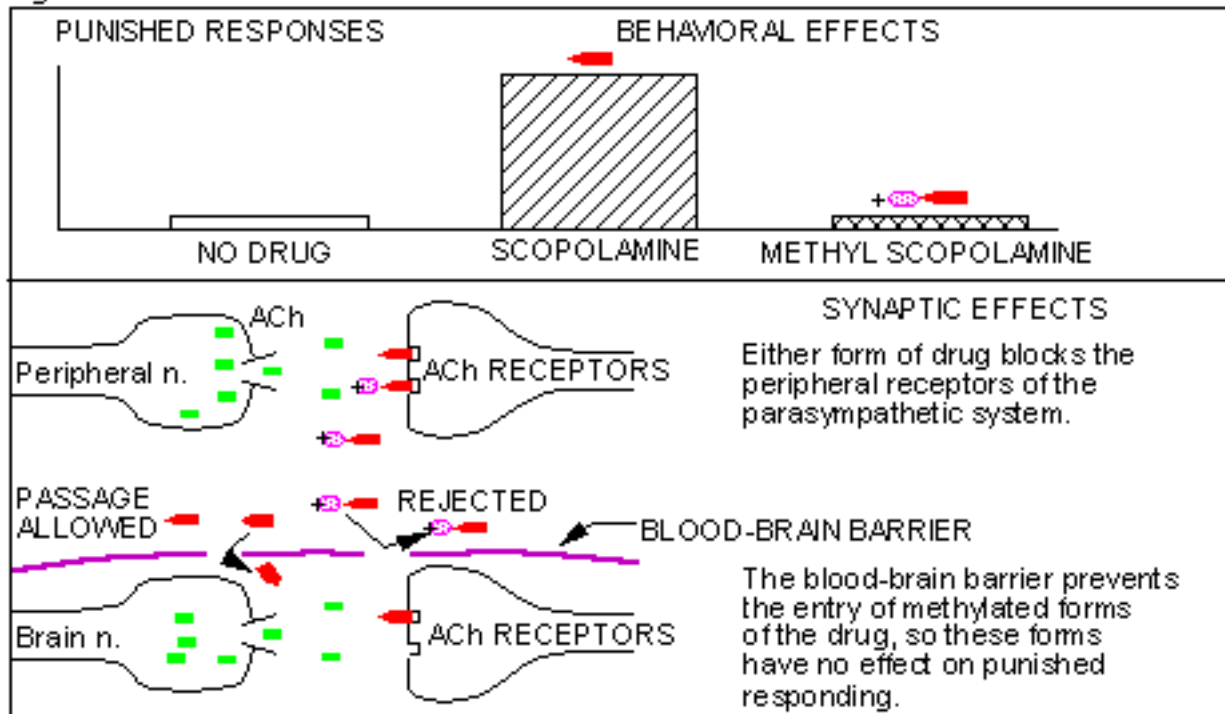 PUNISHED RESPONSES
BEHAVIORAL EFFECTS
NO DRUG
SCOPOLAMINE
METHYL SCOPOLAMINE
SYNAPTIC EFFECTS
ACh
Peripheral n.
ACh RECEPTORS
Either form of drug blocks the
peripheral receptors of the
parasympathetic system.
PASSAGE
ALLOWED
REJECTED
BLOOD-BRAIN BARRIER
Brain n.
ACh RECEPTORS
The blood-brain barrier prevents
the entry of methylated forms
of the drug, so these forms
have no effect on punished
responding.